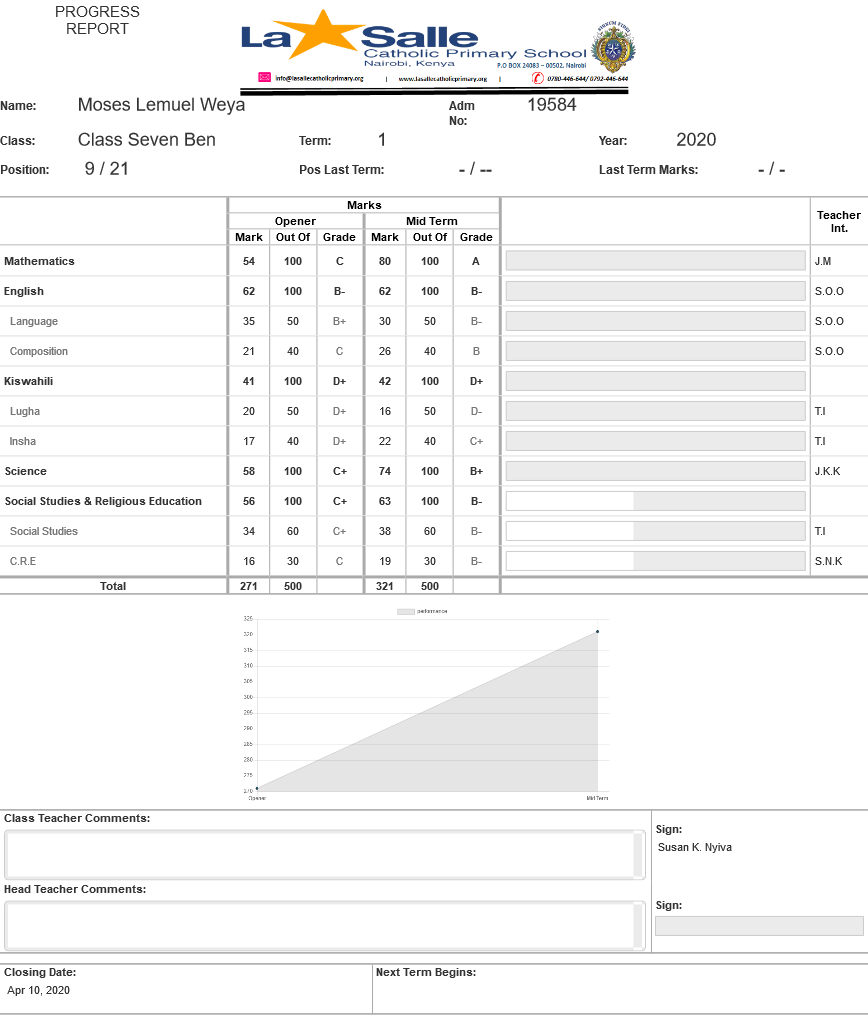 PROGRESS
REPORT
La Salle
Catholic Primary School
Nairobi, Kenya
P.O BOX 24083 – 00502, Nairobi
info@lasallecatholicprimary.org | www.lasallecatholicprimary.org | 0780-446-644/ 0792-446-644
Name: Moses Lemuel Weya Adm No: 19584
Class: Class Seven Ben Term: 1 Year: 2020
Position: 9 / 21 Pos Last Term: - / -- Last Term Marks: - / -
Marks
Opener Mid Term Teacher Int.
Mark Out Of Grade Mark Out Of Grade
Mathematics 54 100 C 80 100 A J.M
English 62 100 B- 62 100 B- S.O.O
Language 35 50 B+ 30 50 B- S.O.O
Composition 21 40 C 26 40 B S.O.O
Kiswahili 41 100 D+ 42 100 D+
Lugha 20 50 D+ 16 50 D- T.I
Insha 17 40 D+ 22 40 C+ T.I
Science 58 100 C+ 74 100 B+ J.K.K
Social Studies & Religious Education 56 100 C+ 63 100 B-
Social Studies 34 60 C+ 38 60 B- T.I
C.R.E 16 30 C 19 30 B- S.N.K
Total 271 500 321 500
performance
325
320
315
310
305
300
295
290
285
280
275
270
Opener Mid Term
Class Teacher Comments:
Sign:
Susan K. Nyiva
Head Teacher Comments:
Sign:
Closing Date: Next Term Begins:
Apr 10, 2020